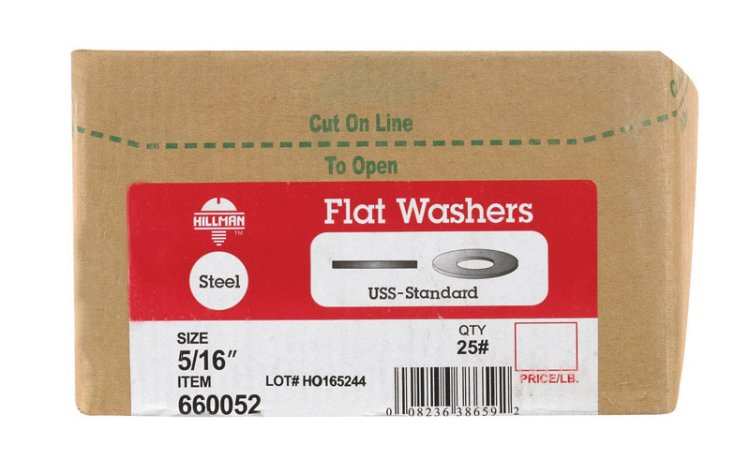 Cut On Line
To Open
HILLMAN
TM
Flat Washers
Steel
USS-Standard
SIZE
5/16"
ITEM
660052
LOT# HO165244
QTY
25#
PRICE/LB.
0 08236 38659 2